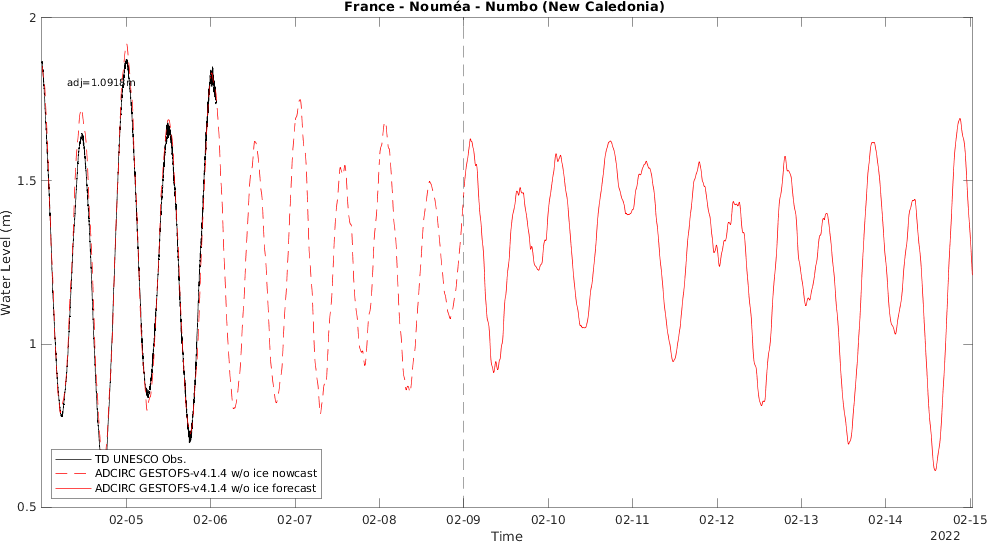 France - Nouméa - Numbo (New Caledonia)
2
adj=1.0918m
1.5
Water Level (m)
1
TD UNESCO Obs.
ADCIRC GESTOFS-v4.1.4 w/o ice nowcast
ADCIRC GESTOFS-v4.1.4 w/o ice forecast
0.5
02-05 02-06 02-07 02-08 02-09 02-10 02-11 02-12 02-13 02-14 02-15
Time
2022